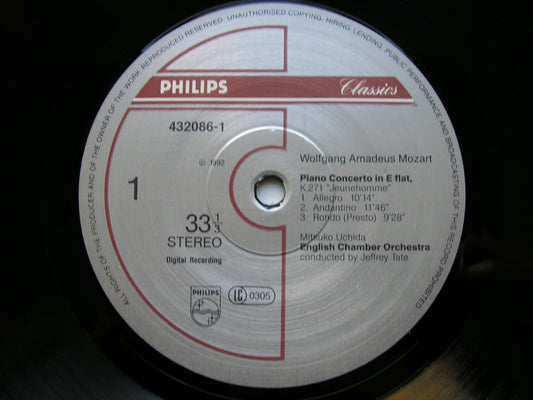 ALL RIGHTS OF THE PRODUCER AND OF THE OWNER OF THE WORK REPRODUCED RESERVED. UNAUTHORISED COPYING, HIRING, LENDING, PUBLIC PERFORMANCE AND BROADCASTING OF THIS RECORD PROHIBITED.
PHILIPS Classics
432086-1
℗ 1992
1
33 1/3
STEREO
Digital Recording
PHILIPS
LC 0305
Wolfgang Amadeus Mozart
Piano Concerto in E flat,
K.271 "Jeunehomme"
1. Allegro 10'14"
2. Andantino 11'46"
3. Rondo (Presto) 9'28"
Mitsuko Uchida
English Chamber Orchestra
conducted by Jeffrey Tate